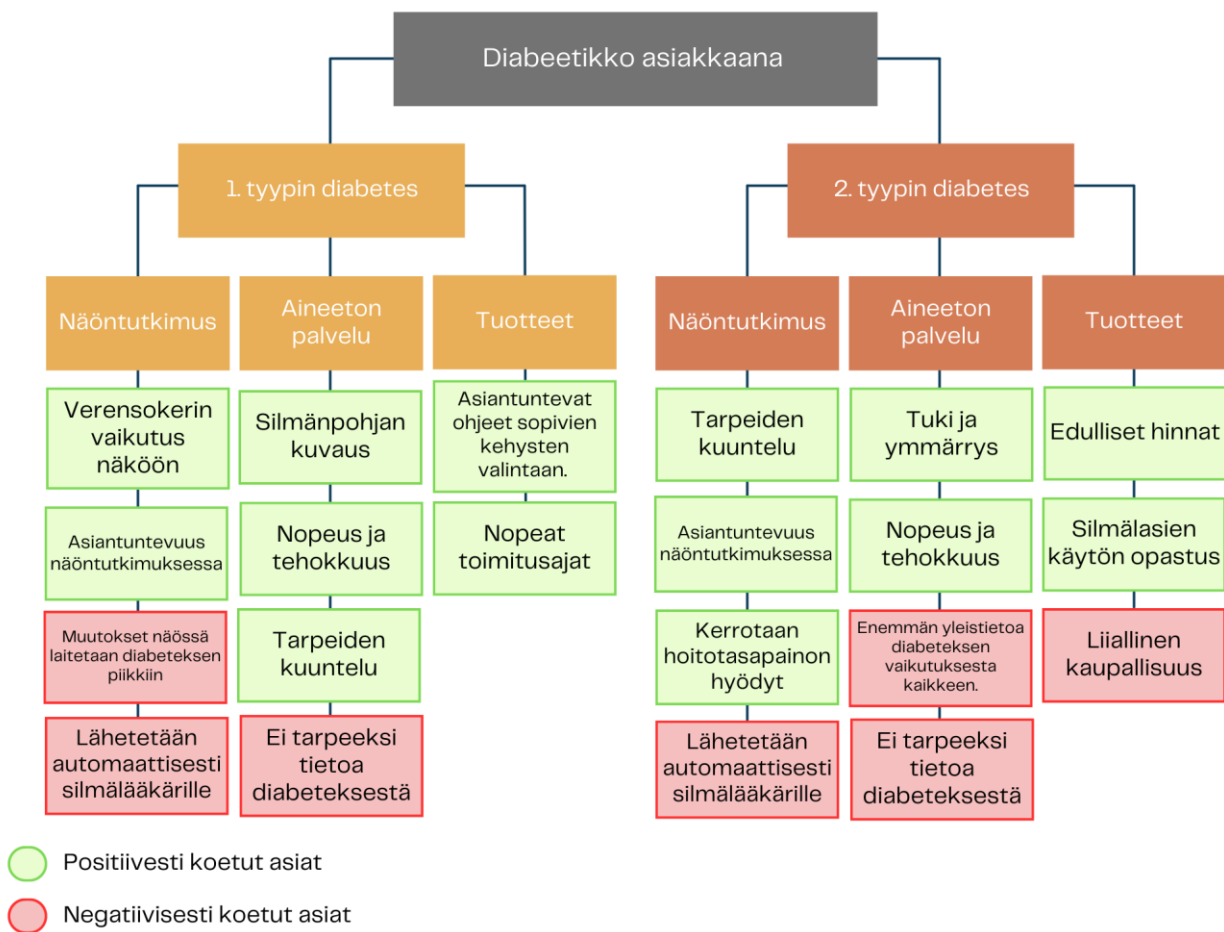 Diabeetikko asiakkaana
1. tyypin diabetes
2. tyypin diabetes
Näöntutkimus
Aineeton
palvelu
Tuotteet
Näöntutkimus
Aineeton
palvelu
Tuotteet
Verensokerin
vaikutus
näköön
Asiantuntevuus
näöntutkimuksessa
Muutokset näössä
laitetaan diabeteksen
piikkiin
Lähetetään
automaattisesti
silmälääkärille
Silmänpohjan
kuvaus
Nopeus ja
tehokkuus
Tarpeiden
kuuntelu
Ei tarpeeksi
tietoa
diabeteksestä
Asiantuntevat
ohjeet sopivien
kehysten
valintaan.
Nopeat
toimitusajat
Tarpeiden
kuuntelu
Asiantuntevuus
näöntutkimuksessa
Kerrotaan
hoitotasapainon
hyödyt
Lähetetään
automaattisesti
silmälääkärille
Tuki ja
ymmärrys
Nopeus ja
tehokkuus
Enemmän yleistietoa
diabeteksen
vaikutuksesta
kaikkeen.
Ei tarpeeksi
tietoa
diabeteksestä
Edulliset hinnat
Silmälasien
käytön opastus
Liiallinen
kaupallisuus
Positiivesti koetut asiat
Negatiivisesti koetut asiat